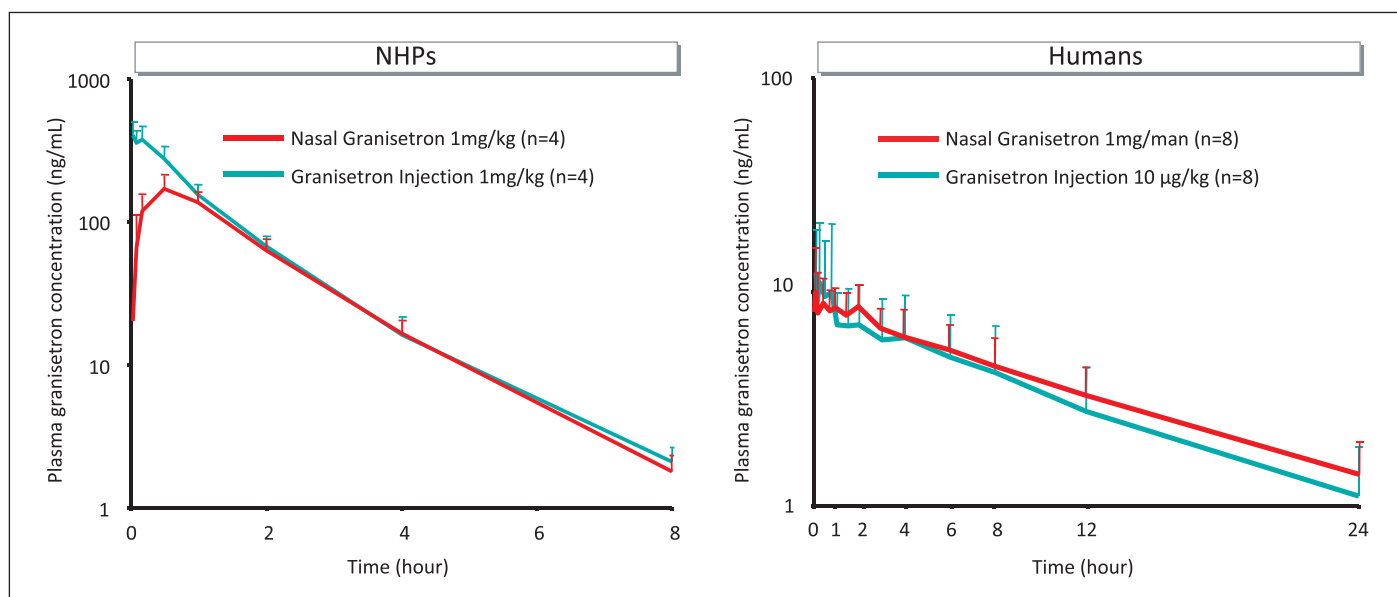 NHPs
Plasma granisetron concentration (ng/mL)
1000
100
10
1
Nasal Granisetron 1mg/kg (n=4)
Granisetron Injection 1mg/kg (n=4)
0 2 4 6 8
Time (hour)
Humans
Plasma granisetron concentration (ng/mL)
100
10
1
Nasal Granisetron 1mg/man (n=8)
Granisetron Injection 10 µg/kg (n=8)
0 1 2 4 6 8 12 24
Time (hour)